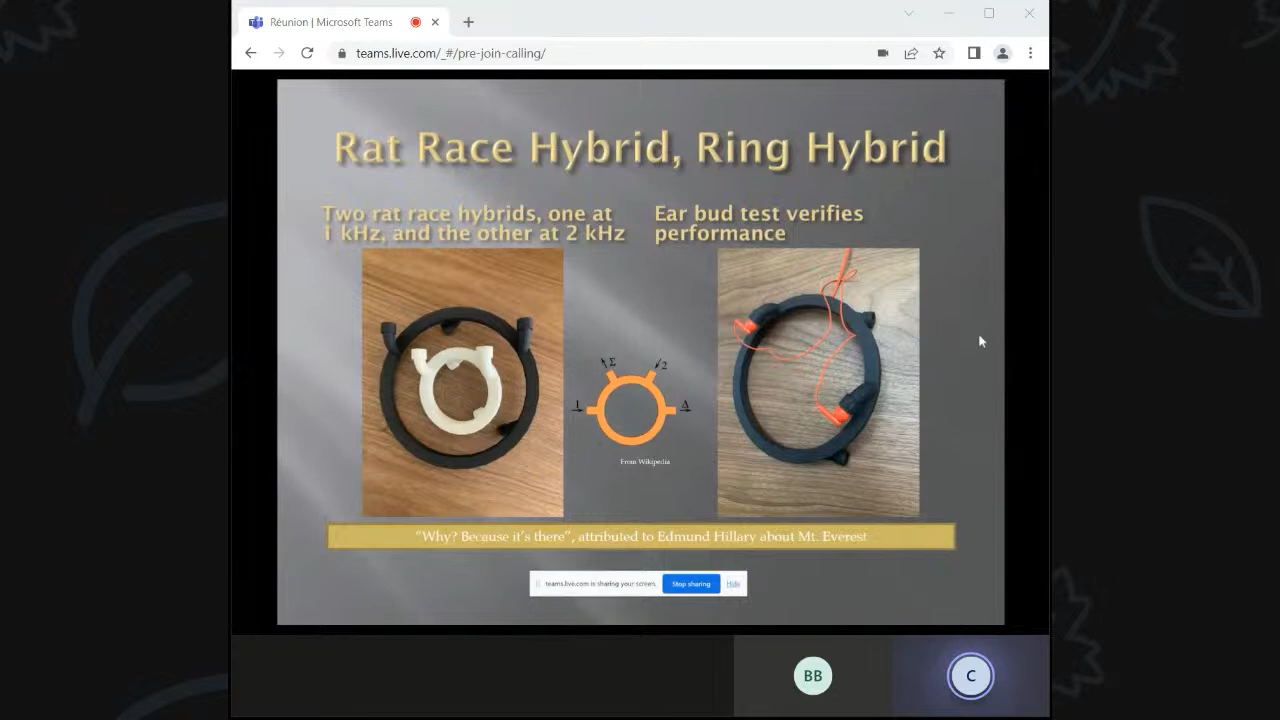 Réunion | Microsoft Teams
teams.live.com/_#/pre-join-calling/
Rat Race Hybrid, Ring Hybrid
Two rat race hybrids, one at
1 kHz, and the other at 2 kHz
Ear bud test verifies
performance
Σ
2
1
Δ
From Wikipedia
“Why? Because it’s there”, attributed to Edmund Hillary about Mt. Everest
teams.live.com is sharing your screen.
Stop sharing
Hide
BB
C